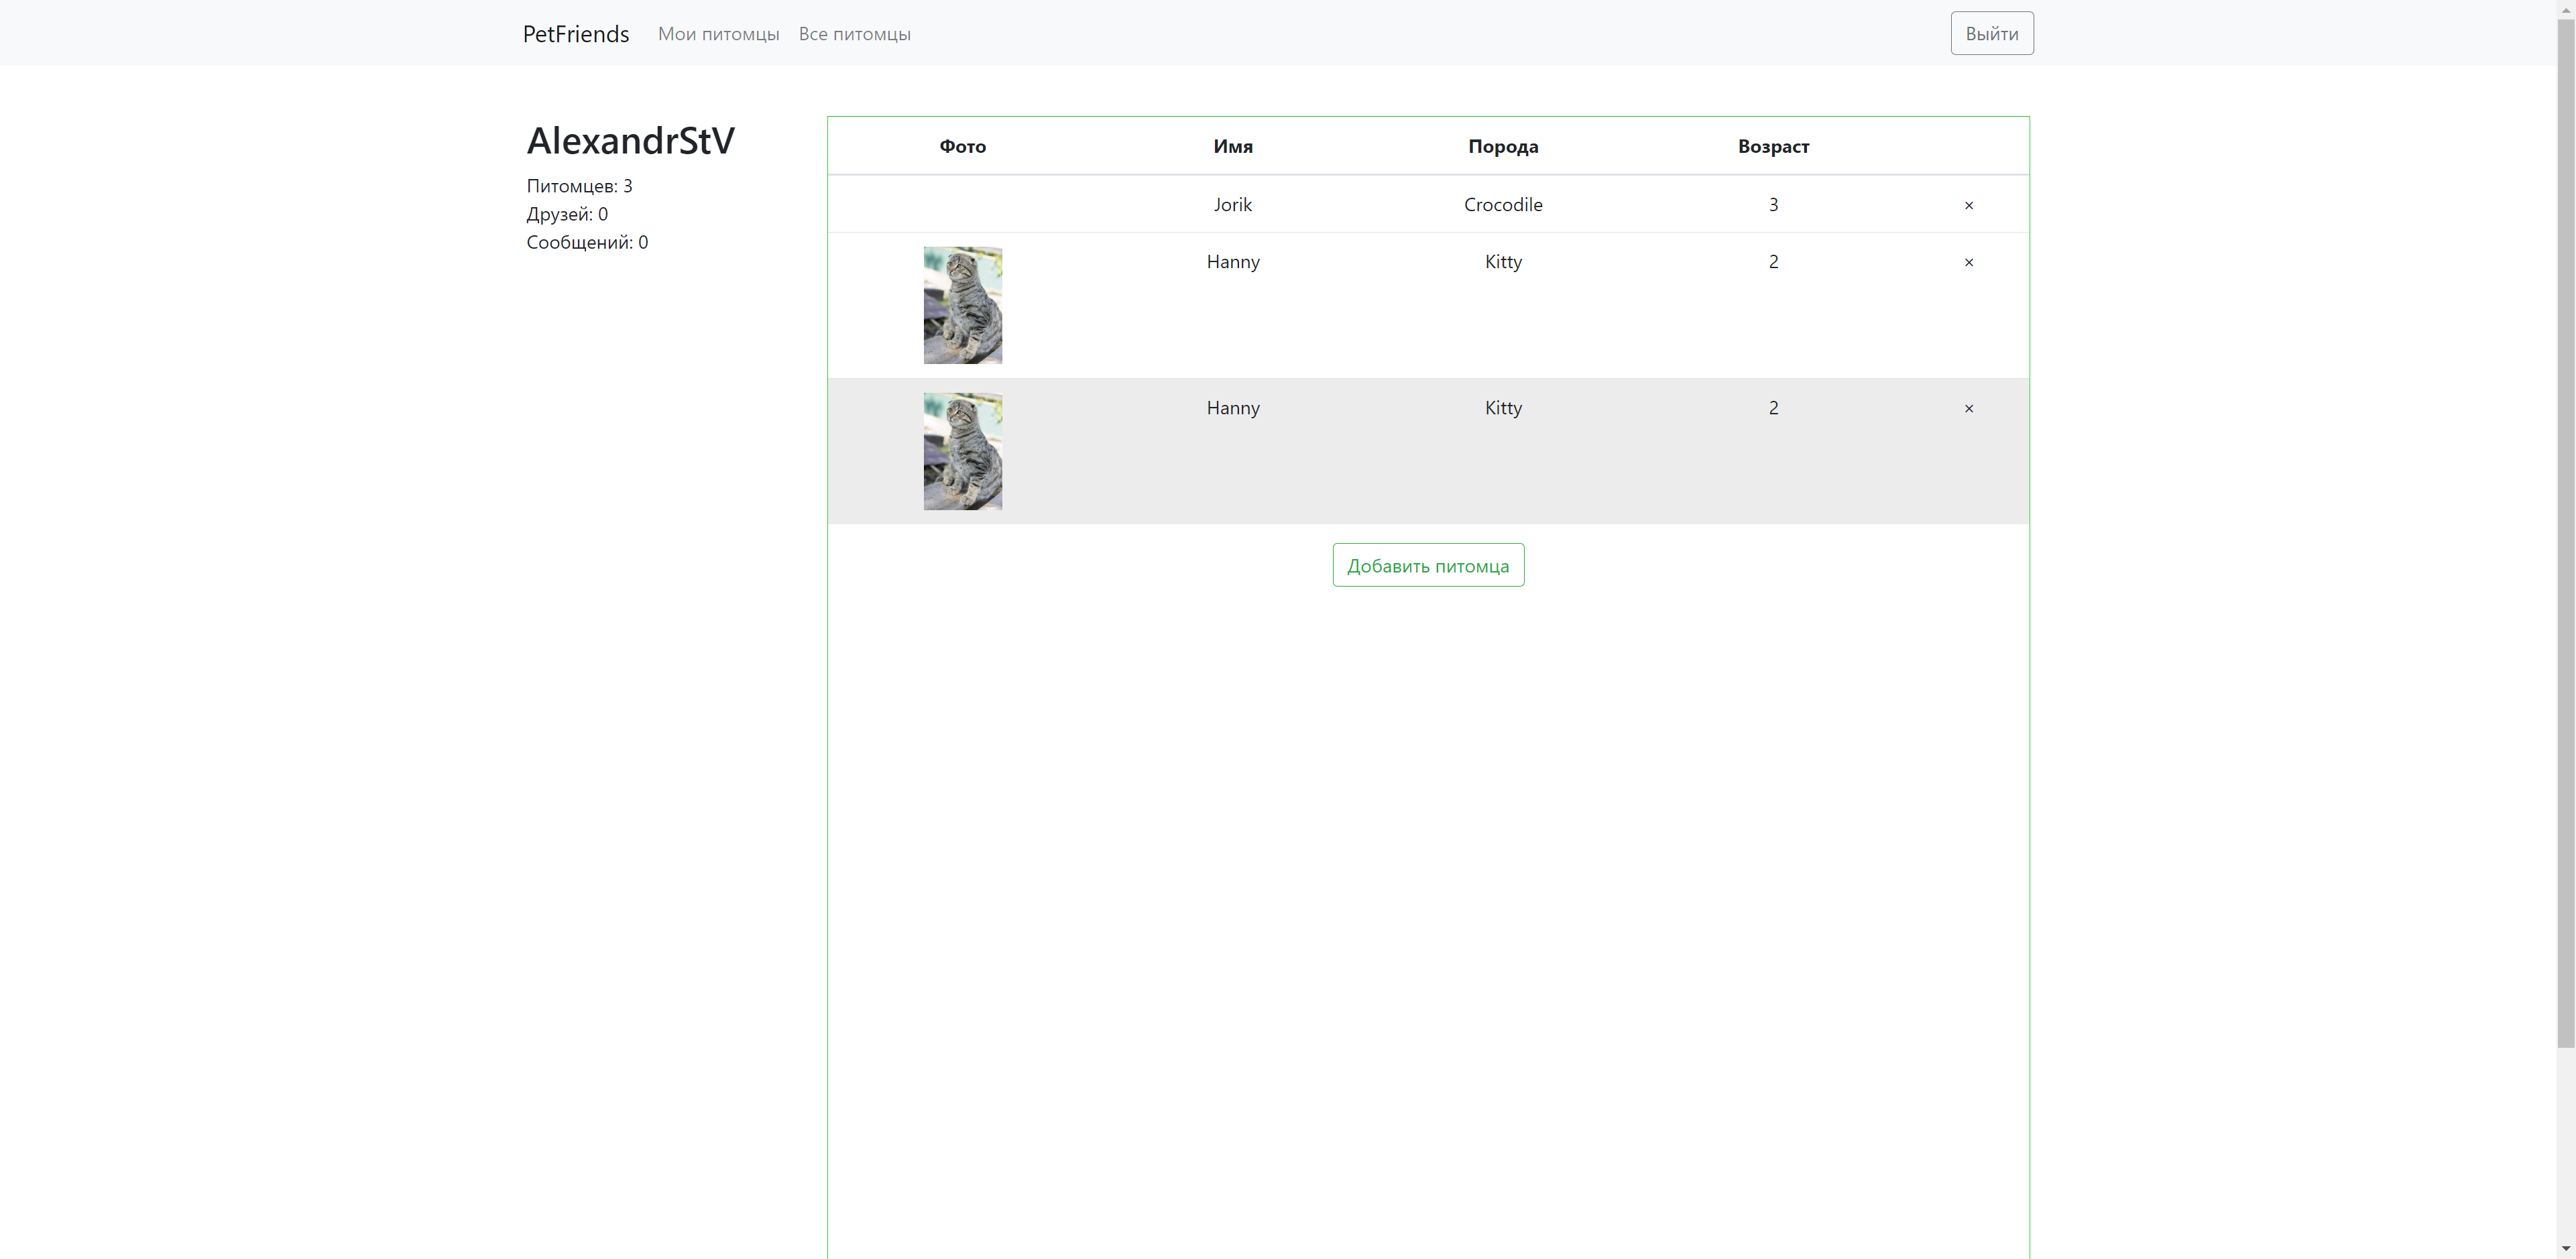 PetFriends Мои питомцы Все питомцы Выйти
AlexandrStV
Питомцев: 3
Друзей: 0
Сообщений: 0
Фото Имя Порода Возраст
Jorik Crocodile 3 ×
Hanny Kitty 2 ×
Hanny Kitty 2 ×
Добавить питомца